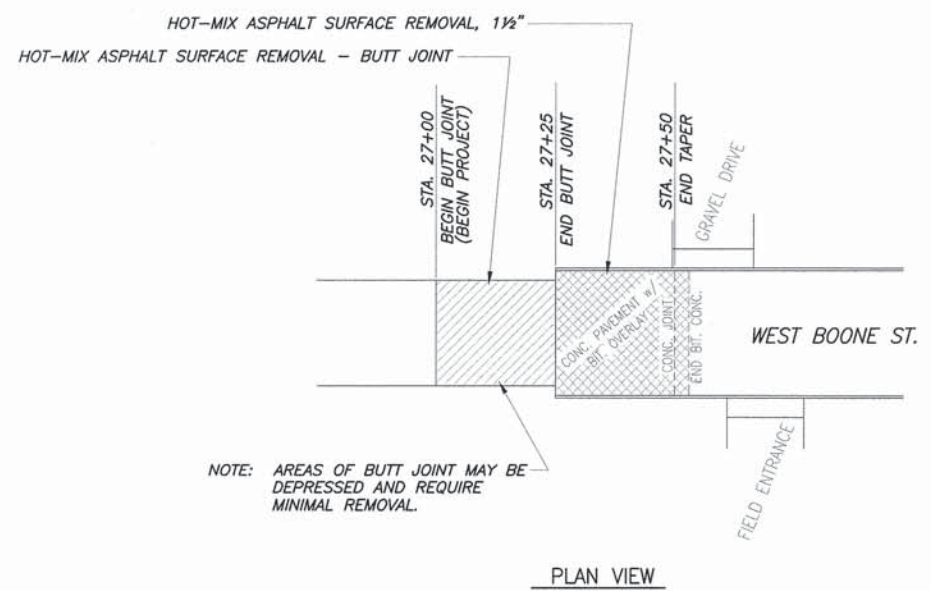 HOT-MIX ASPHALT SURFACE REMOVAL, 1½"
HOT-MIX ASPHALT SURFACE REMOVAL - BUTT JOINT
STA. 27+00
BEGIN BUTT JOINT
(BEGIN PROJECT)
STA. 27+25
END BUTT JOINT
STA. 27+50
END TAPER
GRAVEL DRIVE
CONC. PAVEMENT w/
BIT. OVERLAY
CONC. JOINT
END BIT. CONC.
WEST BOONE ST.
NOTE: AREAS OF BUTT JOINT MAY BE
DEPRESSED AND REQUIRE
MINIMAL REMOVAL.
FIELD ENTRANCE
PLAN VIEW